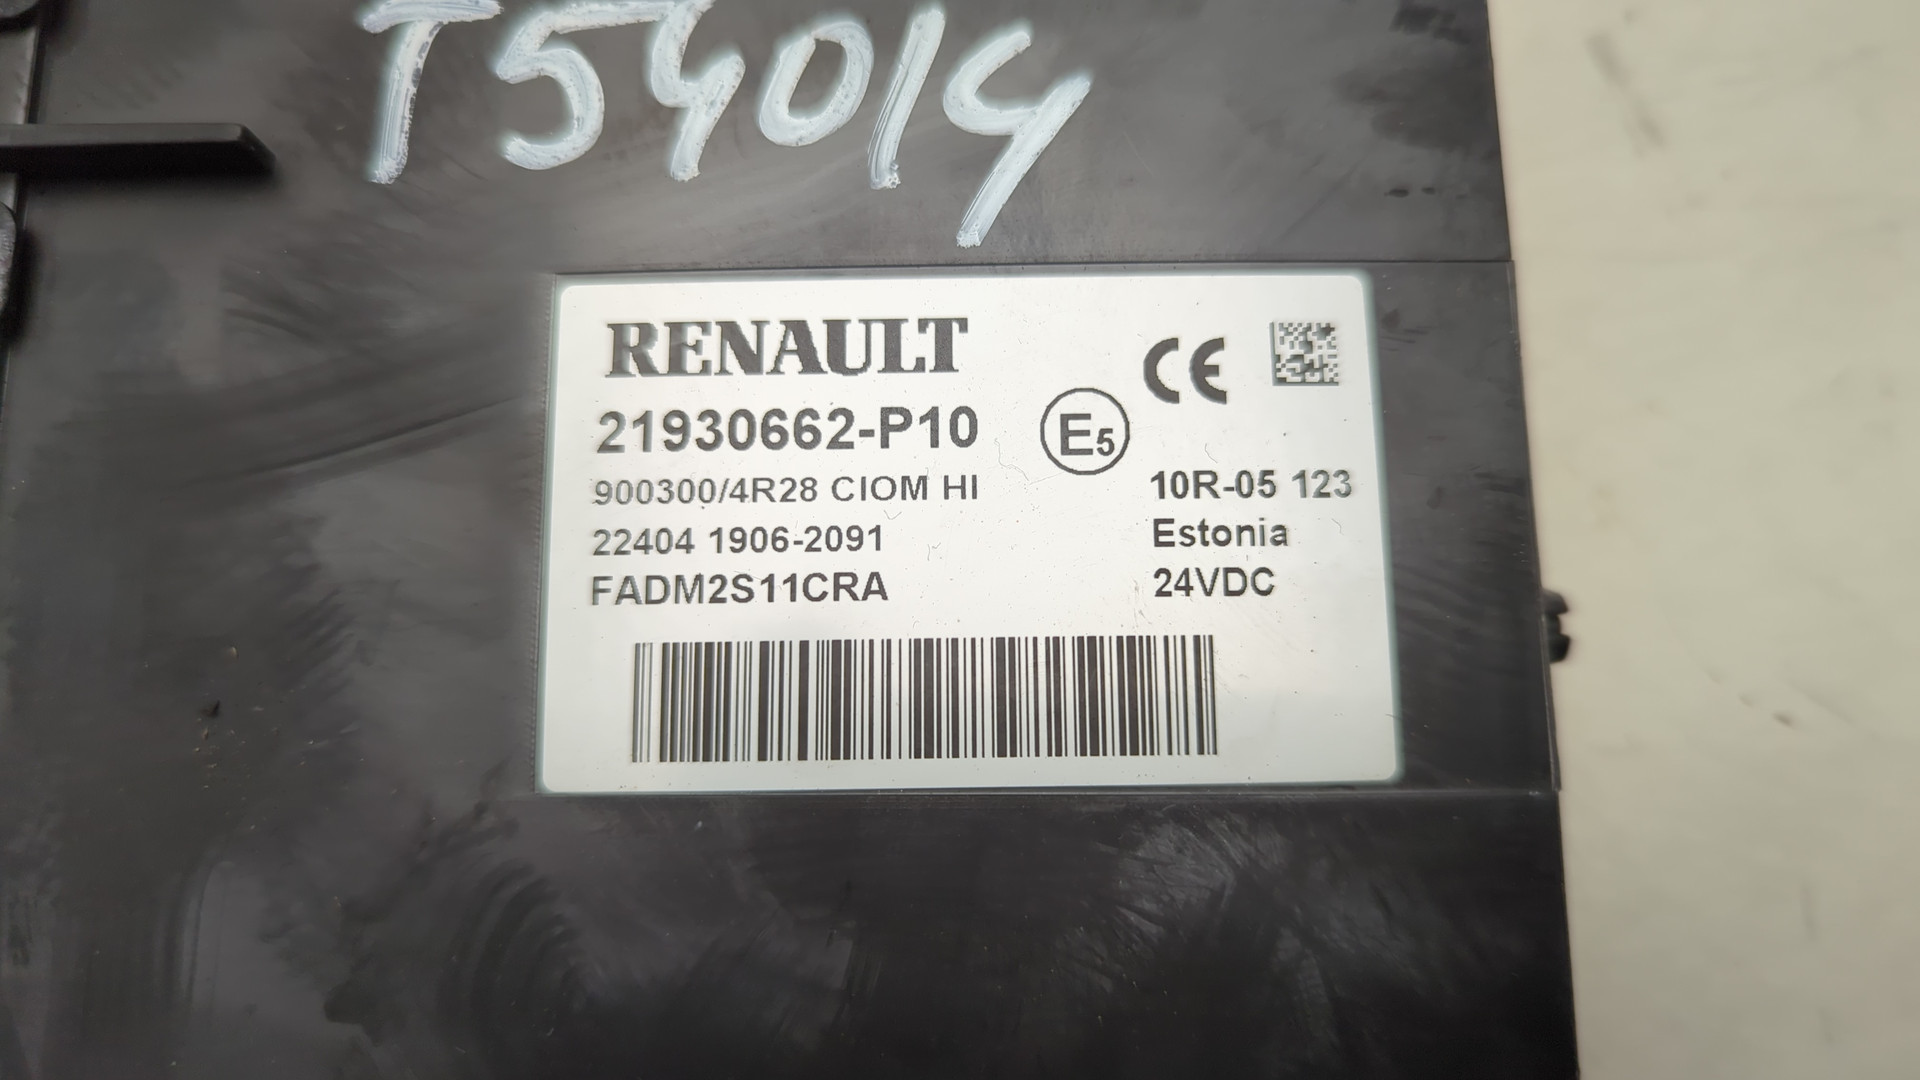 T54014
RENAULT
CE
21930662-P10
E5
900300/4R28 CIOM HI
10R-05 123
22404 1906-2091
Estonia
FADM2S11CRA
24VDC